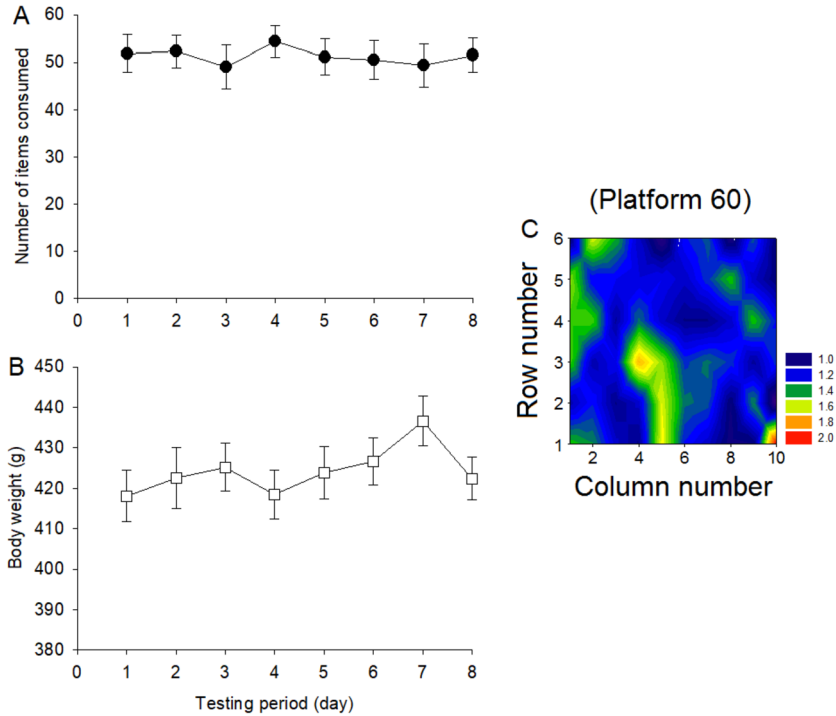 A
60
50
40
30
20
10
0
Number of items consumed
0 1 2 3 4 5 6 7 8
B
450
440
430
420
410
400
390
380
Body weight (g)
0 1 2 3 4 5 6 7 8
Testing period (day)
(Platform 60)
C
6
5
4
3
2
1
Row number
2 4 6 8 10
Column number
1.0
1.2
1.4
1.6
1.8
2.0